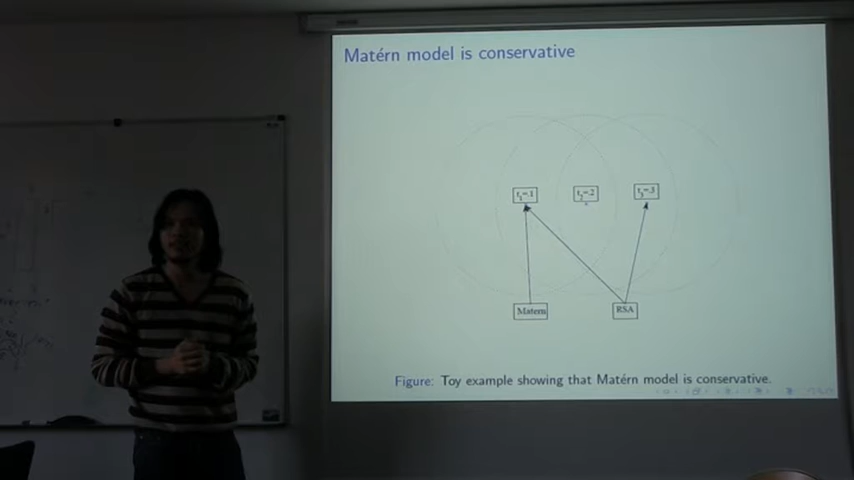 Matérn model is conservative
t1=.1 t2=.2 t3=.3
Matern RSA
Figure: Toy example showing that Matérn model is conservative.